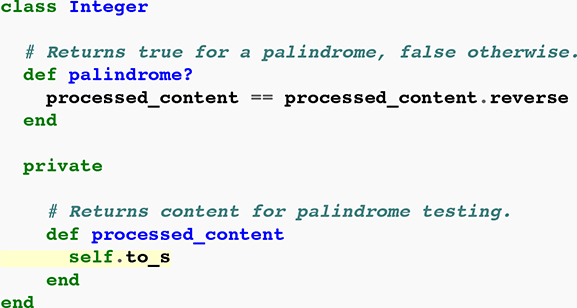 class Integer
# Returns true for a palindrome, false otherwise.
def palindrome?
processed_content == processed_content.reverse
end
private
# Returns content for palindrome testing.
def processed_content
self.to_s
end
end